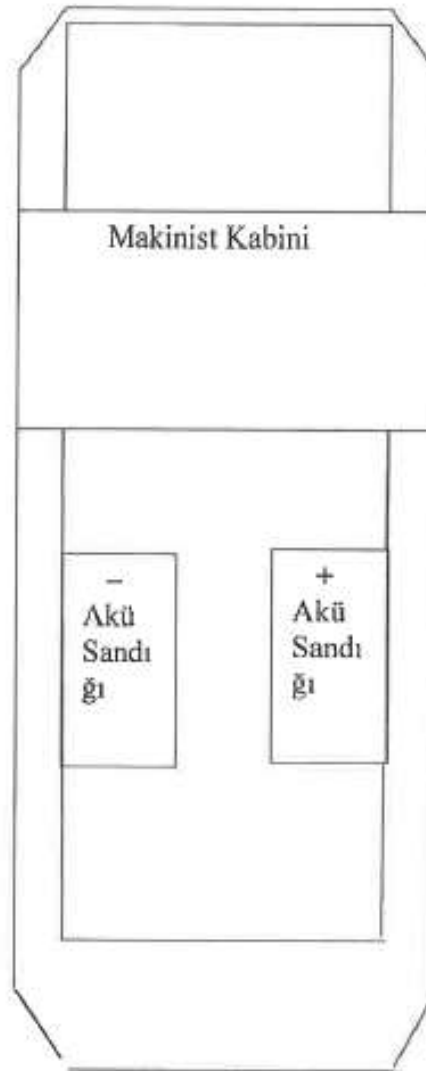 Makinist Kabini
–
Akü
Sandı
ğı
+
Akü
Sandı
ğı